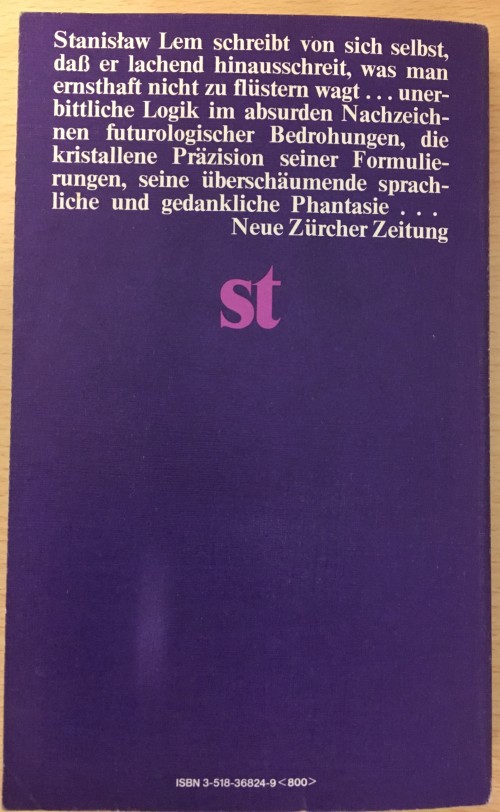 Stanisław Lem schreibt von sich selbst,
daß er lachend hinausschreit, was man
ernsthaft nicht zu flüstern wagt . . . uner-
bittliche Logik im absurden Nachzeich-
nen futurologischer Bedrohungen, die
kristallene Präzision seiner Formulie-
rungen, seine überschäumende sprach-
liche und gedankliche Phantasie . . .
Neue Zürcher Zeitung
st
ISBN 3-518-36824-9 <800>